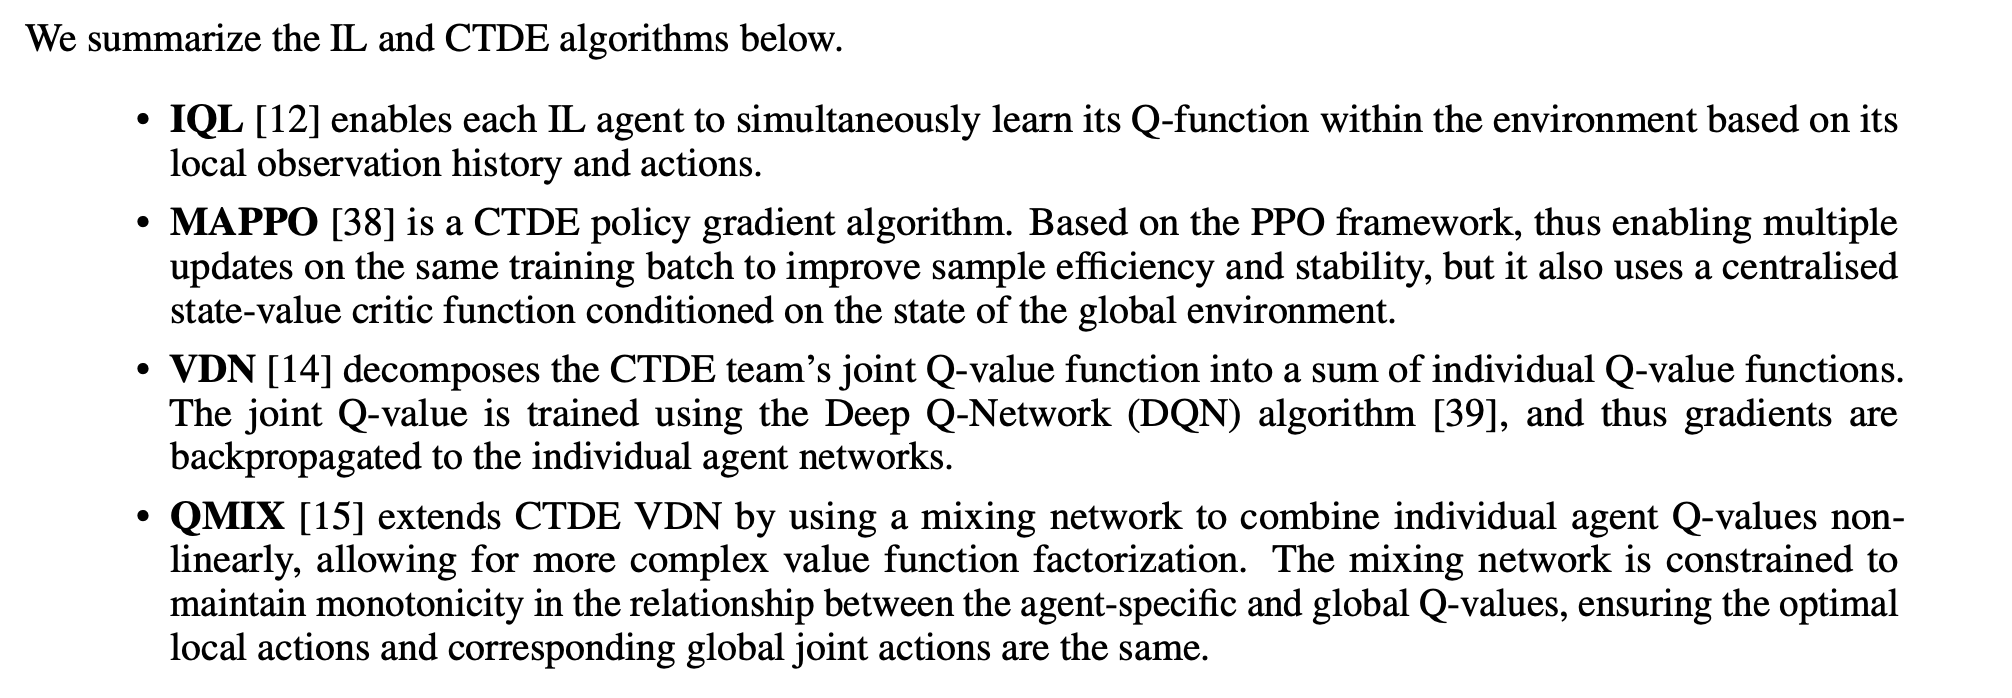 We summarize the IL and CTDE algorithms below.
• IQL [12] enables each IL agent to simultaneously learn its Q-function within the environment based on its
local observation history and actions.
• MAPPO [38] is a CTDE policy gradient algorithm. Based on the PPO framework, thus enabling multiple
updates on the same training batch to improve sample efficiency and stability, but it also uses a centralised
state-value critic function conditioned on the state of the global environment.
• VDN [14] decomposes the CTDE team's joint Q-value function into a sum of individual Q-value functions.
The joint Q-value is trained using the Deep Q-Network (DQN) algorithm [39], and thus gradients are
backpropagated to the individual agent networks.
• QMIX [15] extends CTDE VDN by using a mixing network to combine individual agent Q-values non-
linearly, allowing for more complex value function factorization. The mixing network is constrained to
maintain monotonicity in the relationship between the agent-specific and global Q-values, ensuring the optimal
local actions and corresponding global joint actions are the same.